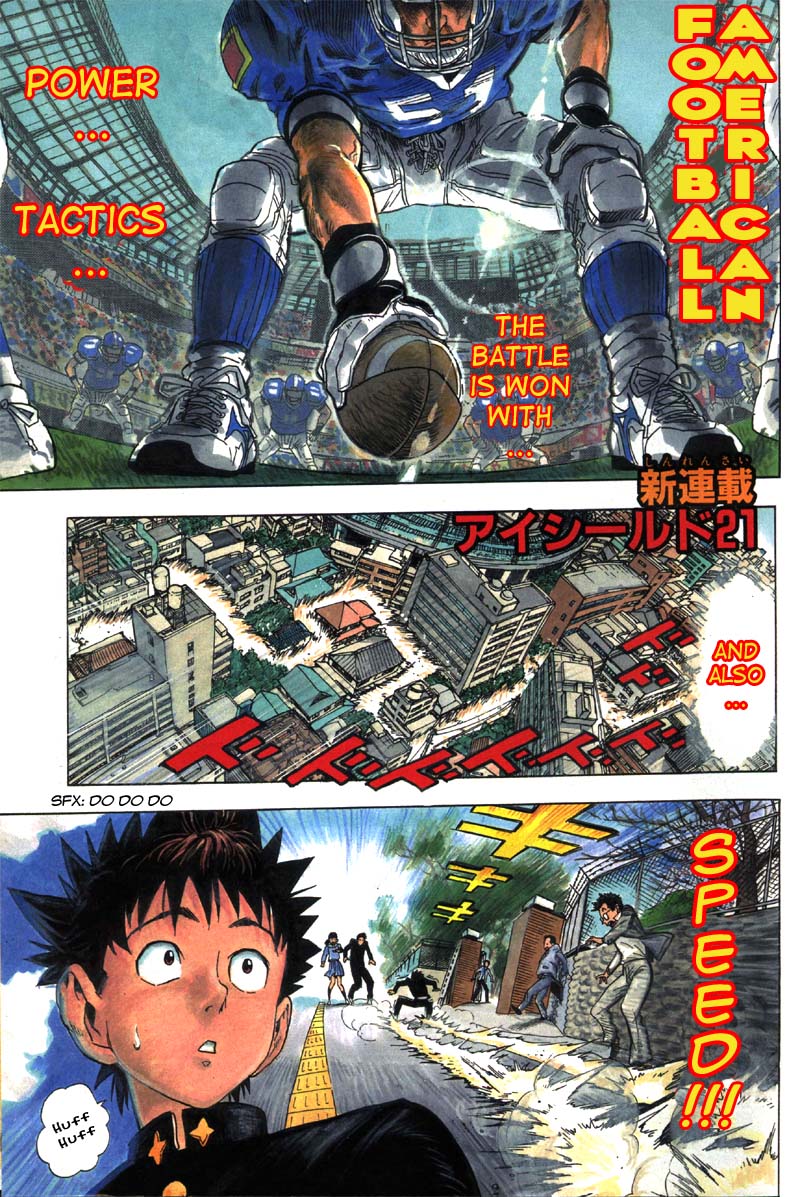 AMERICAN
FOOTBALL
POWER
...
TACTICS
...
THE
BATTLE
IS WON
WITH
...
しんれんさい
新連載
アイシールド21
AND
ALSO
...
ド
ド
ド
ド
ド
ド
ド
ド
SFX: DO DO DO
SPEED!!!
キ
キ
キ
Huff
Huff